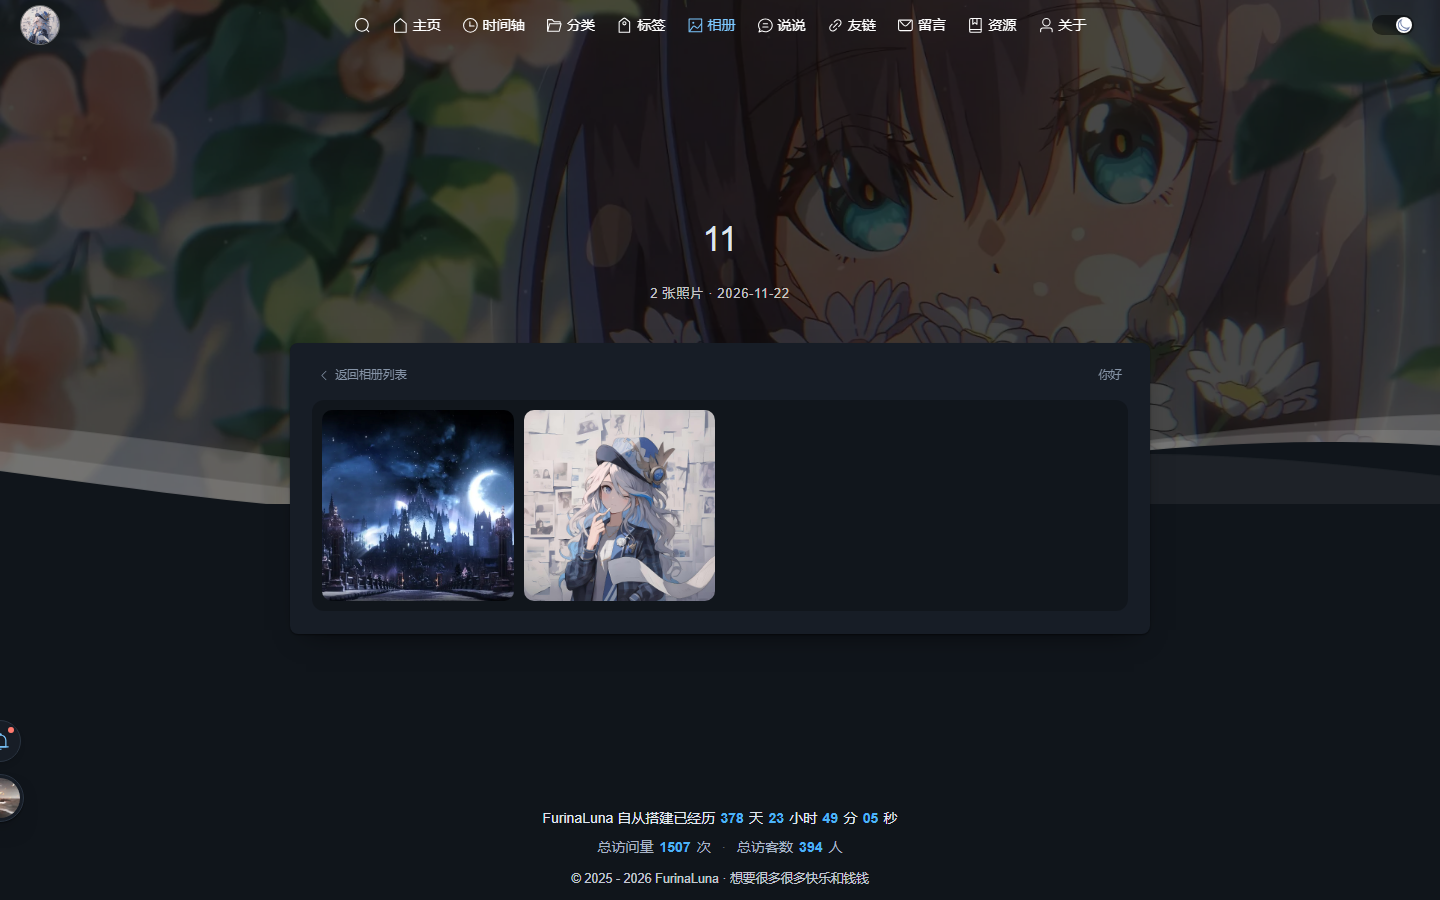 主页 时间轴 分类 标签 相册 说说 友链 留言 资源 关于
11
2 张照片 · 2026-11-22
返回相册列表 你好
FurinaLuna 自从搭建已经历 378 天 23 小时 49 分 05 秒
总访问量 1507 次 · 总访客数 394 人
© 2025 - 2026 FurinaLuna · 想要很多很多快乐和钱钱